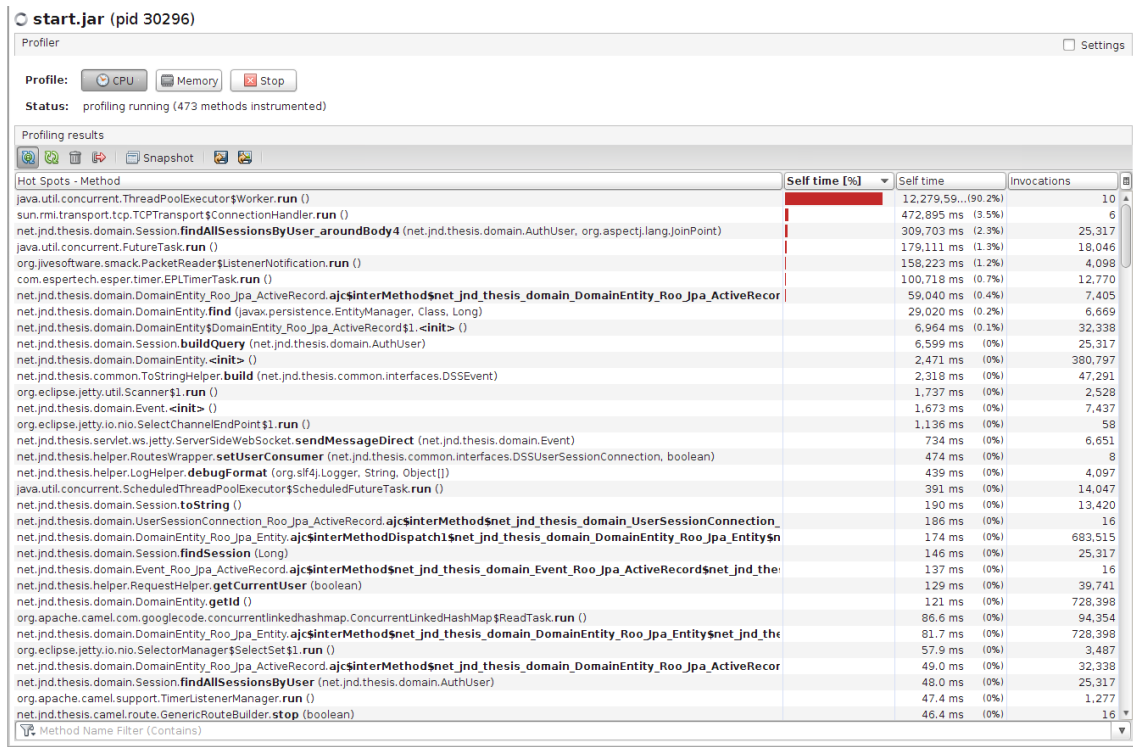 start.jar (pid 30296)
Profiler Settings
Profile: CPU Memory Stop
Status: profiling running (473 methods instrumented)
Profiling results
Snapshot
Hot Spots - Method Self time [%] Self time Invocations
java.util.concurrent.ThreadPoolExecutor$Worker.run () 12,279,59...(90.2%) 10
sun.rmi.transport.tcp.TCPTransport$ConnectionHandler.run () 472,895 ms (3.5%) 6
net.jnd.thesis.domain.Session.findAllSessionsByUser_aroundBody4 (net.jnd.thesis.domain.AuthUser, org.aspectj.lang.JoinPoint) 309,703 ms (2.3%) 25,317
java.util.concurrent.FutureTask.run () 179,111 ms (1.3%) 18,046
org.jivesoftware.smack.PacketReader$ListenerNotification.run () 158,223 ms (1.2%) 4,098
com.espertech.esper.timer.EPLTimerTask.run () 100,718 ms (0.7%) 12,770
net.jnd.thesis.domain.DomainEntity_Roo_Jpa_ActiveRecord.ajc$interMethod$net_jnd_thesis_domain_DomainEntity_Roo_Jpa_ActiveRecor 59,040 ms (0.4%) 7,405
net.jnd.thesis.domain.DomainEntity.find (javax.persistence.EntityManager, Class, Long) 29,020 ms (0.2%) 6,669
net.jnd.thesis.domain.DomainEntity$DomainEntity_Roo_Jpa_ActiveRecord$1.<init> () 6,964 ms (0.1%) 32,338
net.jnd.thesis.domain.Session.buildQuery (net.jnd.thesis.domain.AuthUser) 6,599 ms (0%) 25,317
net.jnd.thesis.domain.DomainEntity.<init> () 2,471 ms (0%) 380,797
net.jnd.thesis.common.ToStringHelper.build (net.jnd.thesis.common.interfaces.DSSEvent) 2,318 ms (0%) 47,291
org.eclipse.jetty.util.Scanner$1.run () 1,737 ms (0%) 2,528
net.jnd.thesis.domain.Event.<init> () 1,673 ms (0%) 7,437
org.eclipse.jetty.io.nio.SelectChannelEndPoint$1.run () 1,136 ms (0%) 58
net.jnd.thesis.servlet.ws.jetty.ServerSideWebSocket.sendMessageDirect (net.jnd.thesis.domain.Event) 734 ms (0%) 6,651
net.jnd.thesis.helper.RoutesWrapper.setUserConsumer (net.jnd.thesis.common.interfaces.DSSUserSessionConnection, boolean) 474 ms (0%) 8
net.jnd.thesis.helper.LogHelper.debugFormat (org.slf4j.Logger, String, Object[]) 439 ms (0%) 4,097
java.util.concurrent.ScheduledThreadPoolExecutor$ScheduledFutureTask.run () 391 ms (0%) 14,047
net.jnd.thesis.domain.Session.toString () 190 ms (0%) 13,420
net.jnd.thesis.domain.UserSessionConnection_Roo_Jpa_ActiveRecord.ajc$interMethod$net_jnd_thesis_domain_UserSessionConnection_ 186 ms (0%) 16
net.jnd.thesis.domain.DomainEntity_Roo_Jpa_Entity.ajc$interMethodDispatch1$net_jnd_thesis_domain_DomainEntity_Roo_Jpa_Entity$n 174 ms (0%) 683,515
net.jnd.thesis.domain.Session.findSession (Long) 146 ms (0%) 25,317
net.jnd.thesis.domain.Event_Roo_Jpa_ActiveRecord.ajc$interMethod$net_jnd_thesis_domain_Event_Roo_Jpa_ActiveRecord$net_jnd_the 137 ms (0%) 16
net.jnd.thesis.helper.RequestHelper.getCurrentUser (boolean) 129 ms (0%) 39,741
net.jnd.thesis.domain.DomainEntity.getId () 121 ms (0%) 728,398
org.apache.camel.com.googlecode.concurrentlinkedhashmap.ConcurrentLinkedHashMap$ReadTask.run () 86.6 ms (0%) 94,354
net.jnd.thesis.domain.DomainEntity_Roo_Jpa_Entity.ajc$interMethod$net_jnd_thesis_domain_DomainEntity_Roo_Jpa_Entity$net_jnd_the 81.7 ms (0%) 728,398
org.eclipse.jetty.io.nio.SelectorManager$SelectSet$1.run () 57.9 ms (0%) 3,487
net.jnd.thesis.domain.DomainEntity_Roo_Jpa_ActiveRecord.ajc$interMethod$net_jnd_thesis_domain_DomainEntity_Roo_Jpa_ActiveRecor 49.0 ms (0%) 32,338
net.jnd.thesis.domain.Session.findAllSessionsByUser (net.jnd.thesis.domain.AuthUser) 48.0 ms (0%) 25,317
org.apache.camel.support.TimerListenerManager.run () 47.4 ms (0%) 1,277
net.jnd.thesis.camel.route.GenericRouteBuilder.stop (boolean) 46.4 ms (0%) 16
Method Name Filter (Contains)